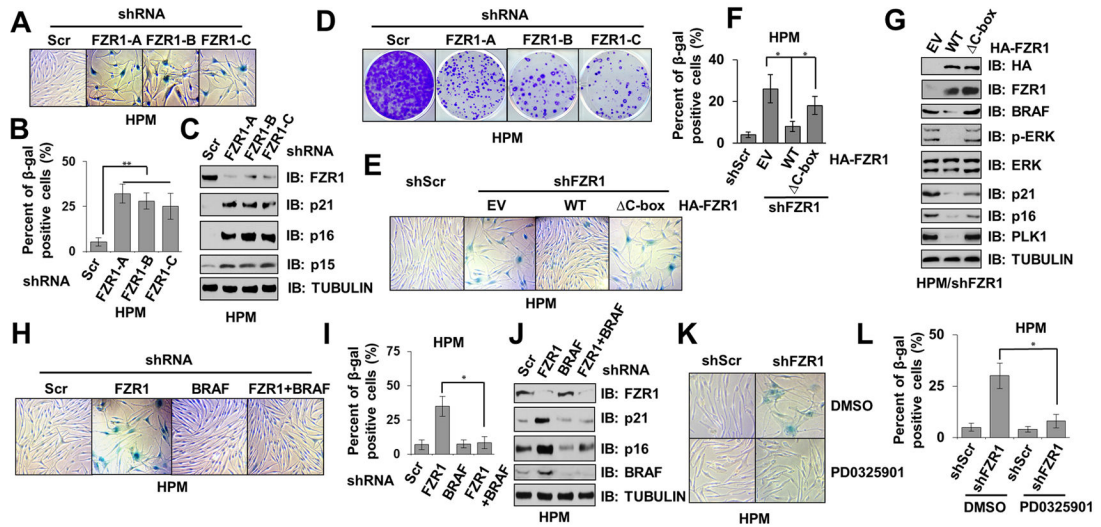 A
shRNA
Scr FZR1-A FZR1-B FZR1-C
HPM
B
Percent of β-gal
positive cells (%)
50
25
0
**
shRNA
Scr
FZR1-A
FZR1-B
FZR1-C
HPM
C
Scr
FZR1-A
FZR1-B
FZR1-C
shRNA
IB: FZR1
IB: p21
IB: p16
IB: p15
IB: TUBULIN
HPM
D
shRNA
Scr FZR1-A FZR1-B FZR1-C
HPM
E
shScr
shFZR1
EV WT ΔC-box HA-FZR1
HPM
F
HPM
Percent of β-gal
positive cells (%)
40
30
20
10
0
* *
shScr
EV
WT
ΔC-box
HA-FZR1
shFZR1
G
EV
WT
ΔC-box
HA-FZR1
IB: HA
IB: FZR1
IB: BRAF
IB: p-ERK
IB: ERK
IB: p21
IB: p16
IB: PLK1
IB: TUBULIN
HPM/shFZR1
H
shRNA
Scr FZR1 BRAF FZR1+BRAF
HPM
I
HPM
Percent of β-gal
positive cells (%)
75
50
25
0
*
shRNA
Scr
FZR1
BRAF
FZR1
+BRAF
J
Scr
FZR1
BRAF
FZR1+BRAF
shRNA
IB: FZR1
IB: p21
IB: p16
IB: BRAF
IB: TUBULIN
HPM
K
shScr shFZR1
DMSO
PD0325901
HPM
L
HPM
Percent of β-gal
positive cells (%)
50
25
0
*
shScr
shFZR1
shScr
shFZR1
DMSO PD0325901